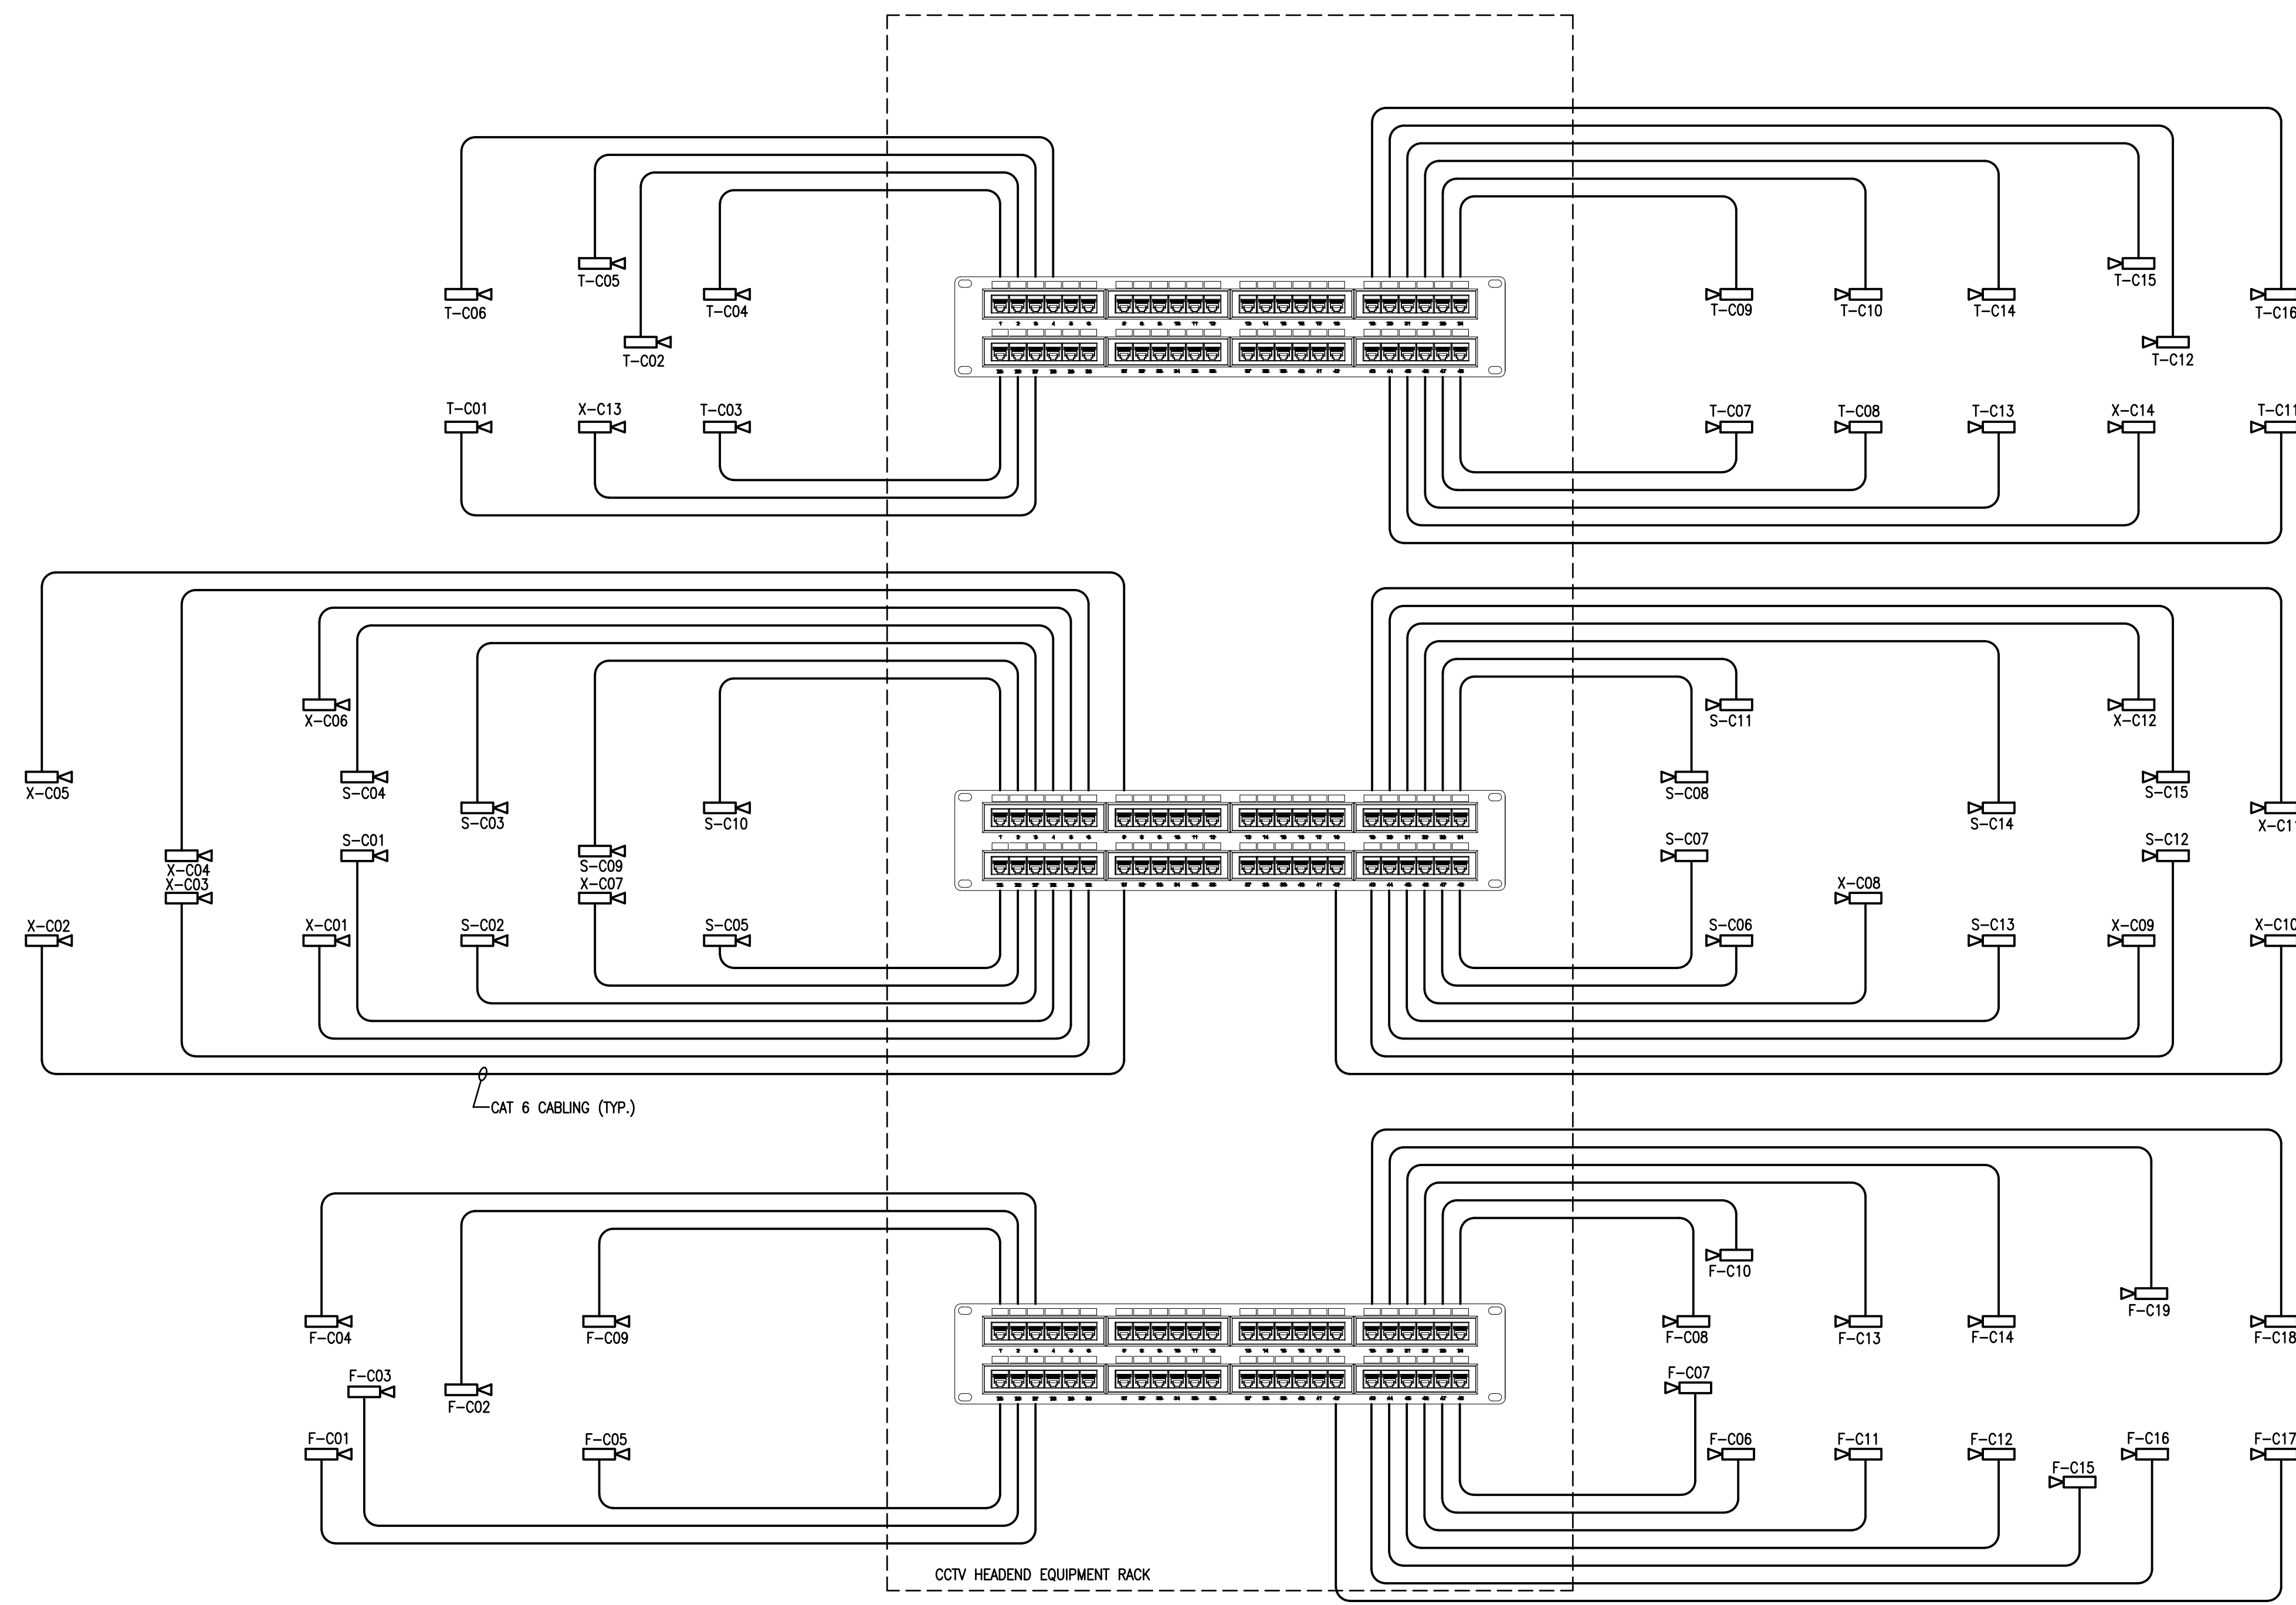 T-C05
T-C06
T-C04
T-C02
T-C09
T-C10
T-C14
T-C15
T-C16
T-C12
T-C01
X-C13
T-C03
T-C07
T-C08
T-C13
X-C14
T-C11
X-C06
X-C05
S-C04
S-C03
S-C10
S-C01
S-C09
X-C04
X-C03
X-C07
X-C02
X-C01
S-C02
S-C05
S-C11
X-C12
S-C08
S-C15
S-C14
X-C11
S-C07
S-C12
X-C08
S-C06
S-C13
X-C09
X-C10
CAT 6 CABLING (TYP.)
F-C04
F-C09
F-C03
F-C02
F-C01
F-C05
F-C10
F-C08
F-C13
F-C14
F-C19
F-C18
F-C07
F-C06
F-C11
F-C12
F-C15
F-C16
F-C17
CCTV HEADEND EQUIPMENT RACK